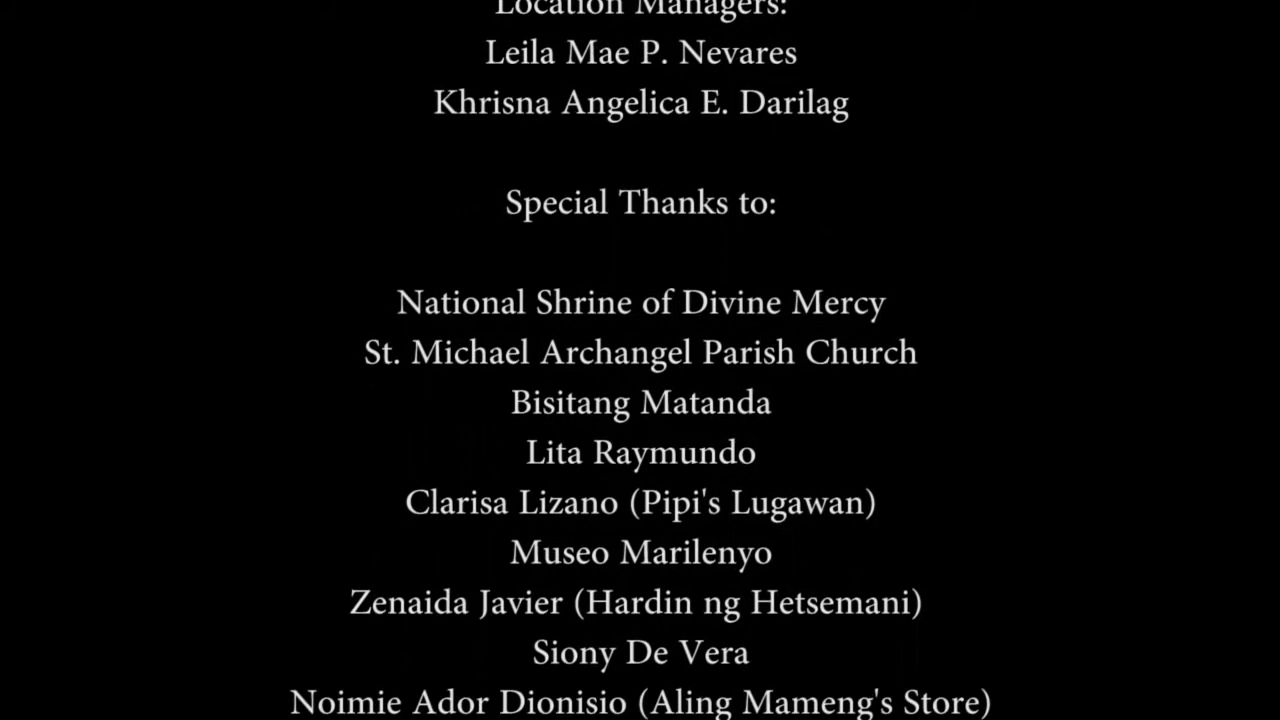 Location Managers:
Leila Mae P. Nevares
Khrisna Angelica E. Darilag
Special Thanks to:
National Shrine of Divine Mercy
St. Michael Archangel Parish Church
Bisitang Matanda
Lita Raymundo
Clarisa Lizano (Pipi's Lugawan)
Museo Marilenyo
Zenaida Javier (Hardin ng Hetsemani)
Siony De Vera
Noimie Ador Dionisio (Aling Mameng's Store)